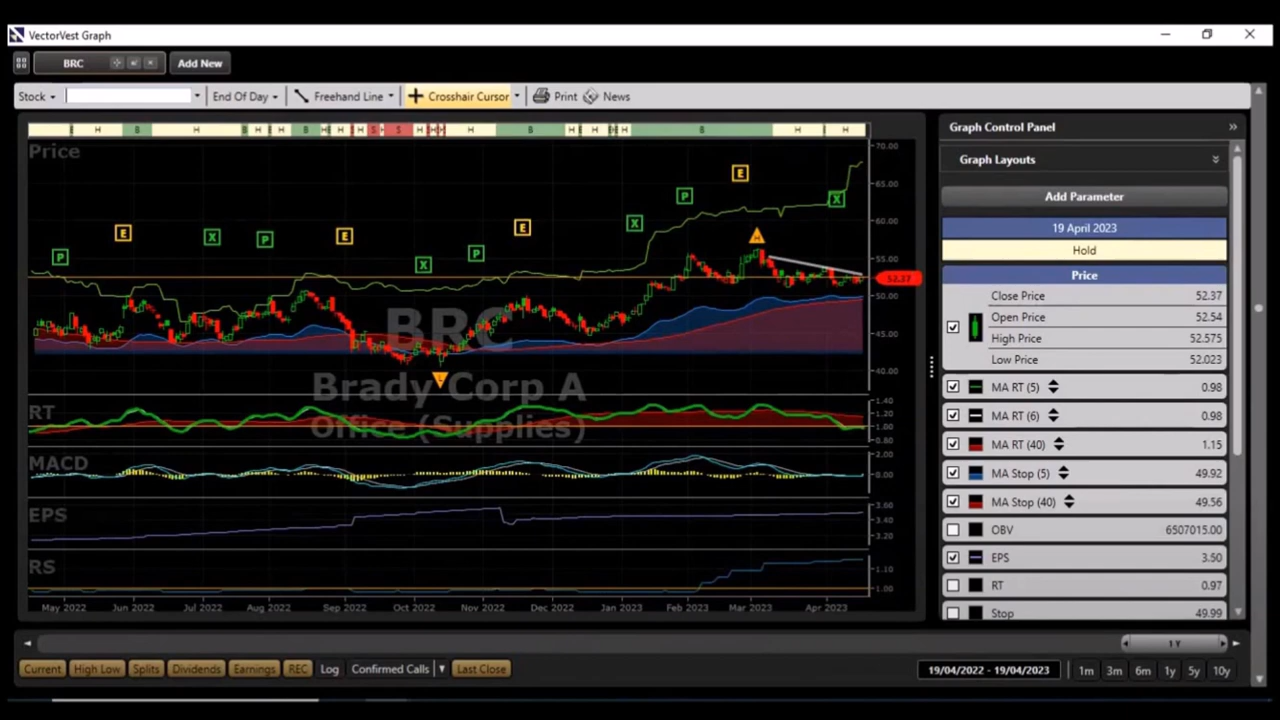 VectorVest Graph
BRC
Add New
Stock
End Of Day
Freehand Line
Crosshair Cursor
Print
News
H B H B H H B H H S H S H H H B H H H B H H
Price
70.00
65.00
60.00
55.00
52.37
50.00
45.00
40.00
P E X P E X P E X P E X
H
L
BRC
Brady Corp A
Office (Supplies)
RT
1.40
1.20
1.00
0.80
MACD
2.00
0.00
EPS
3.60
3.40
3.20
RS
1.10
1.00
May 2022 Jun 2022 Jul 2022 Aug 2022 Sep 2022 Oct 2022 Nov 2022 Dec 2022 Jan 2023 Feb 2023 Mar 2023 Apr 2023
Graph Control Panel
Graph Layouts
Add Parameter
19 April 2023
Hold
Price
Close Price 52.37
Open Price 52.54
High Price 52.575
Low Price 52.023
MA RT (5) 0.98
MA RT (6) 0.98
MA RT (40) 1.15
MA Stop (5) 49.92
MA Stop (40) 49.56
OBV 6507015.00
EPS 3.50
RT 0.97
Stop 49.99
1 Y
Current High Low Splits Dividends Earnings REC Log Confirmed Calls Last Close
19/04/2022 - 19/04/2023 1m 3m 6m 1y 5y 10y